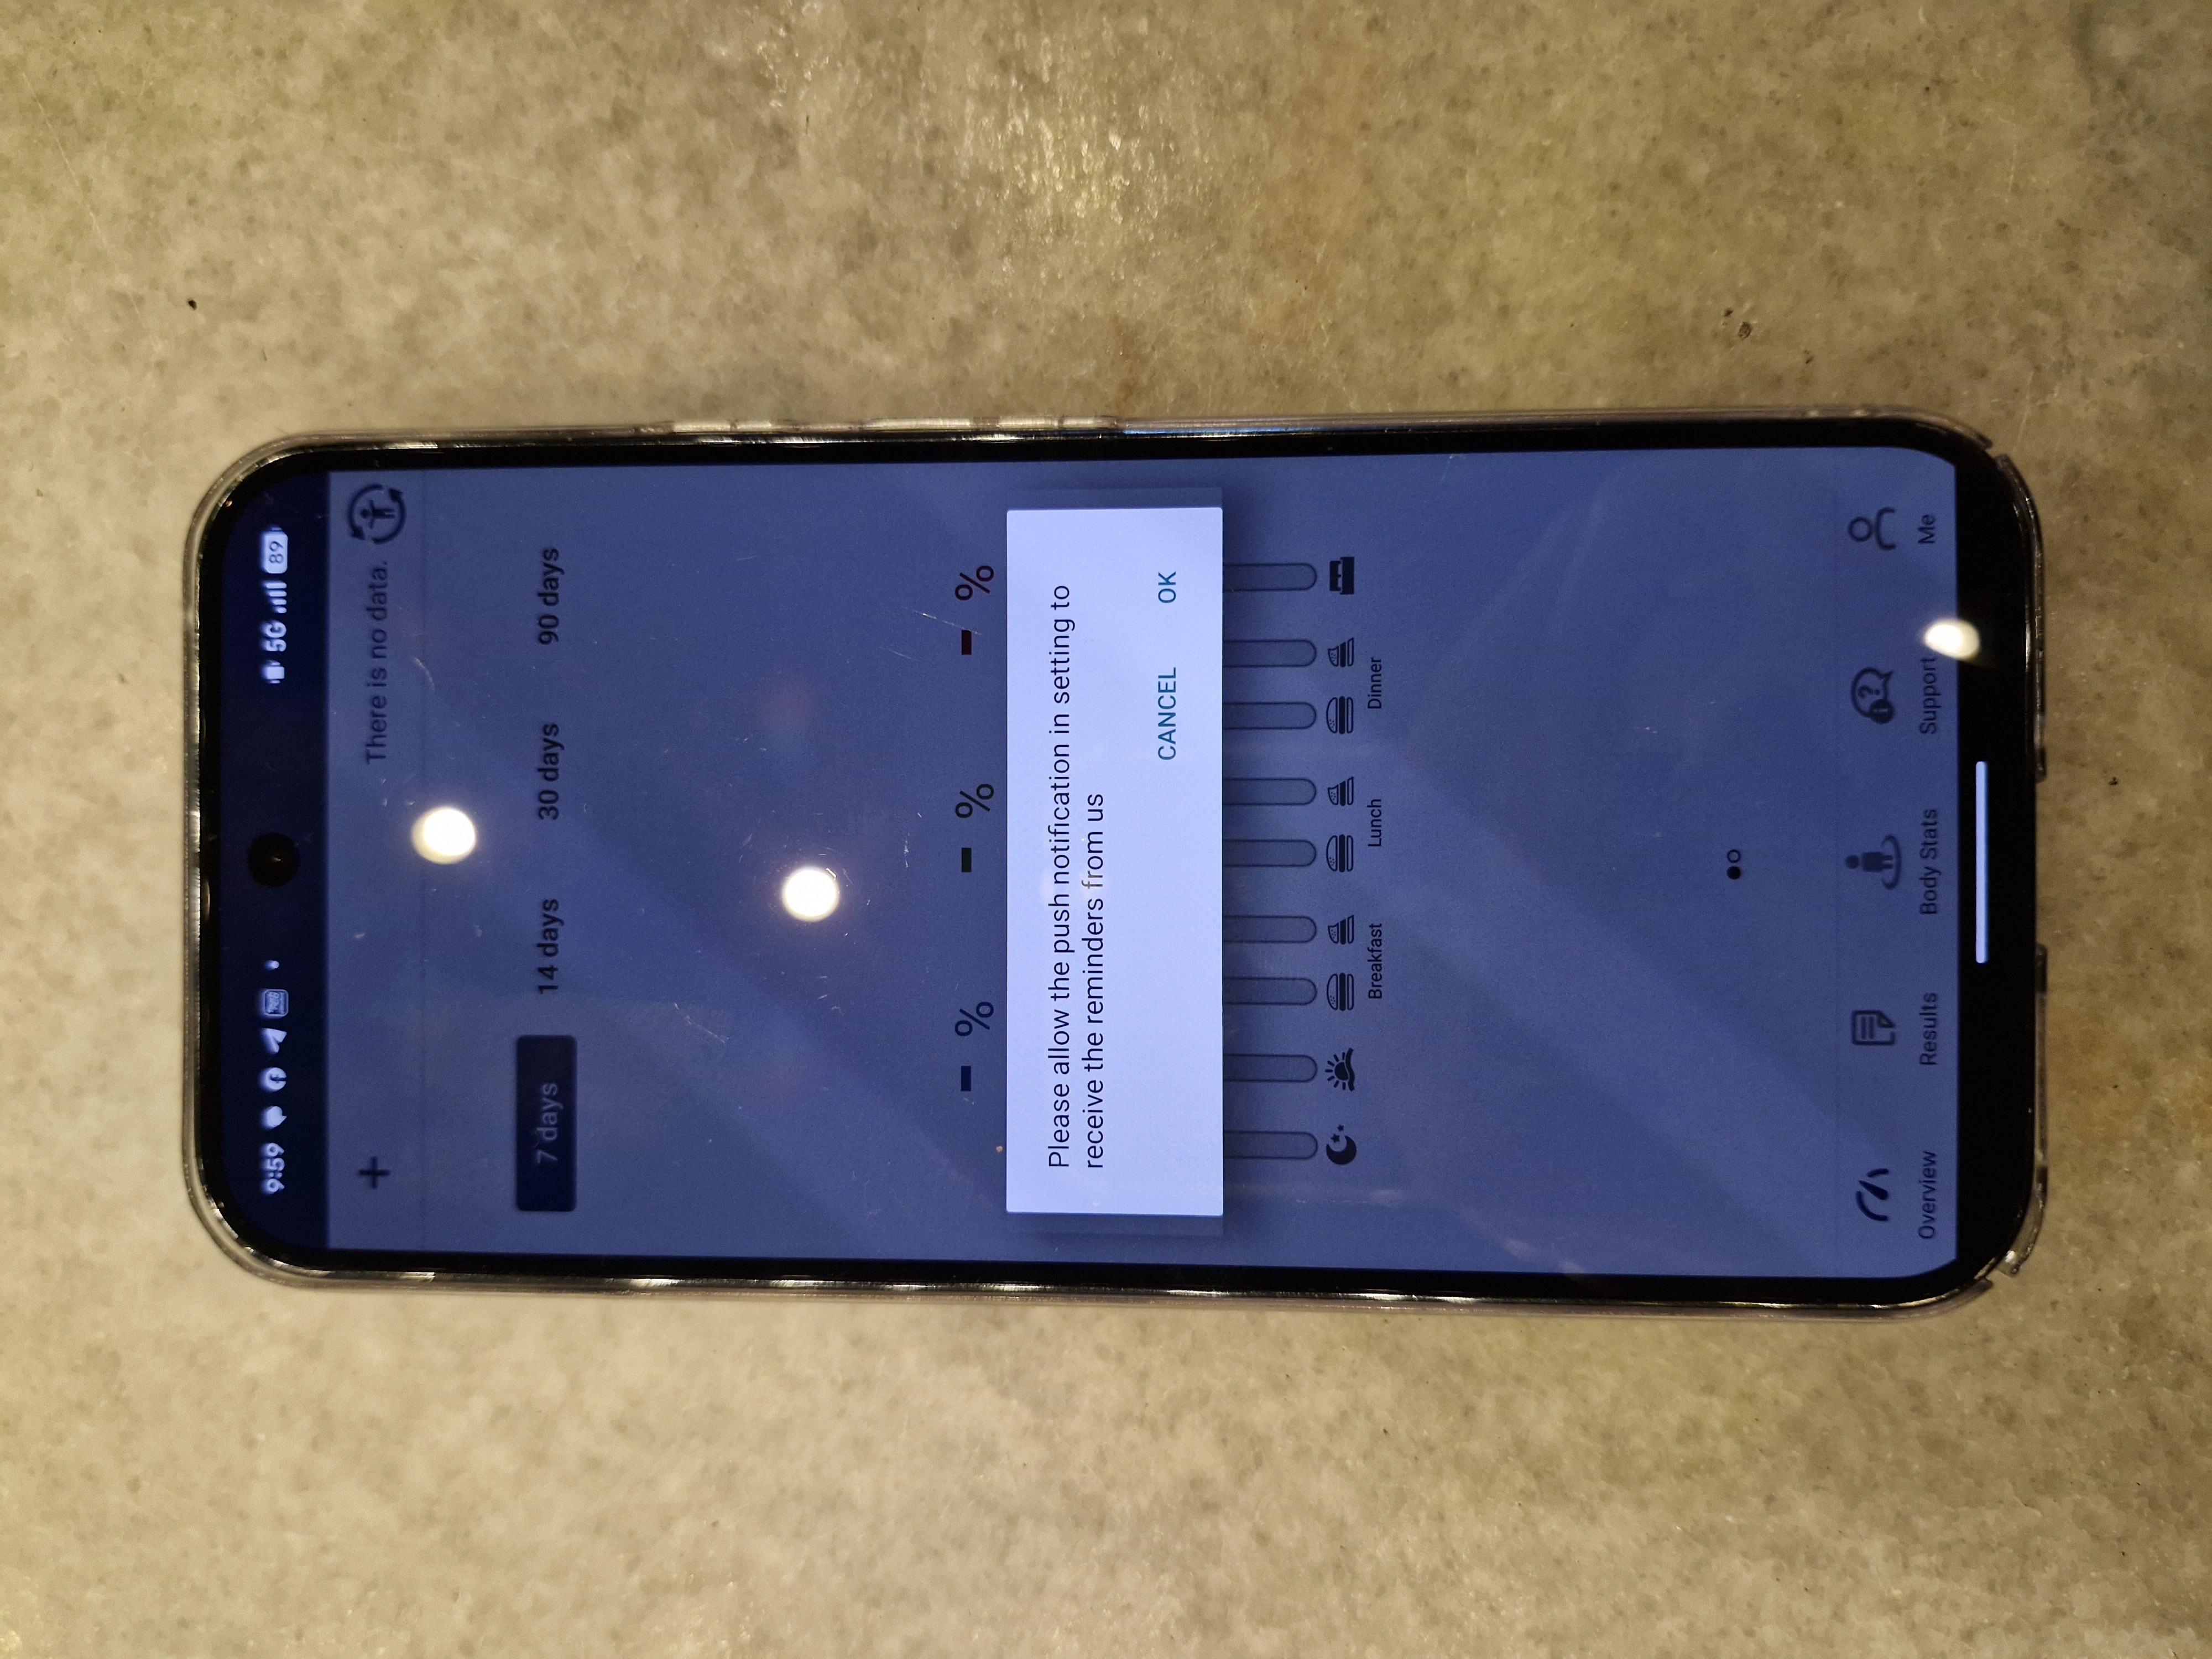 9:59 5G 89
+ There is no data.
7 days 14 days 30 days 90 days
- % - % - %
Please allow the push notification in setting to
receive the reminders from us
CANCEL OK
Breakfast Lunch Dinner
Overview Results Body Stats Support Me